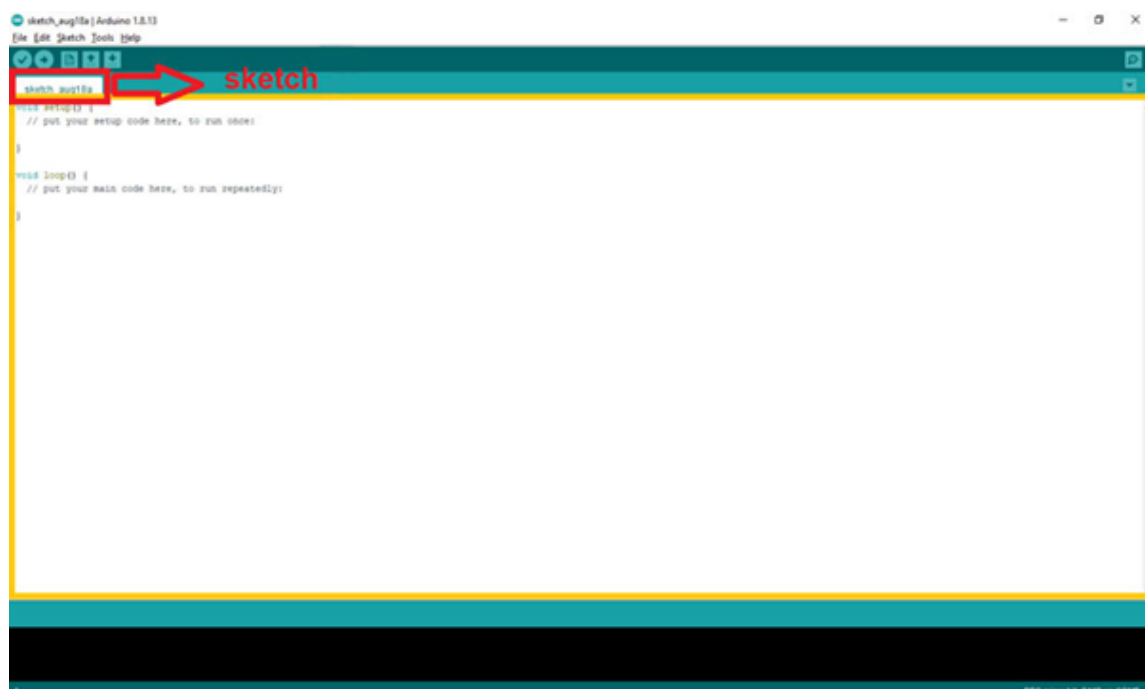 sketch_aug18a | Arduino 1.8.13
File Edit Sketch Tools Help
sketch_aug18a
sketch
void setup() {
// put your setup code here, to run once:
}
void loop() {
// put your main code here, to run repeatedly:
}